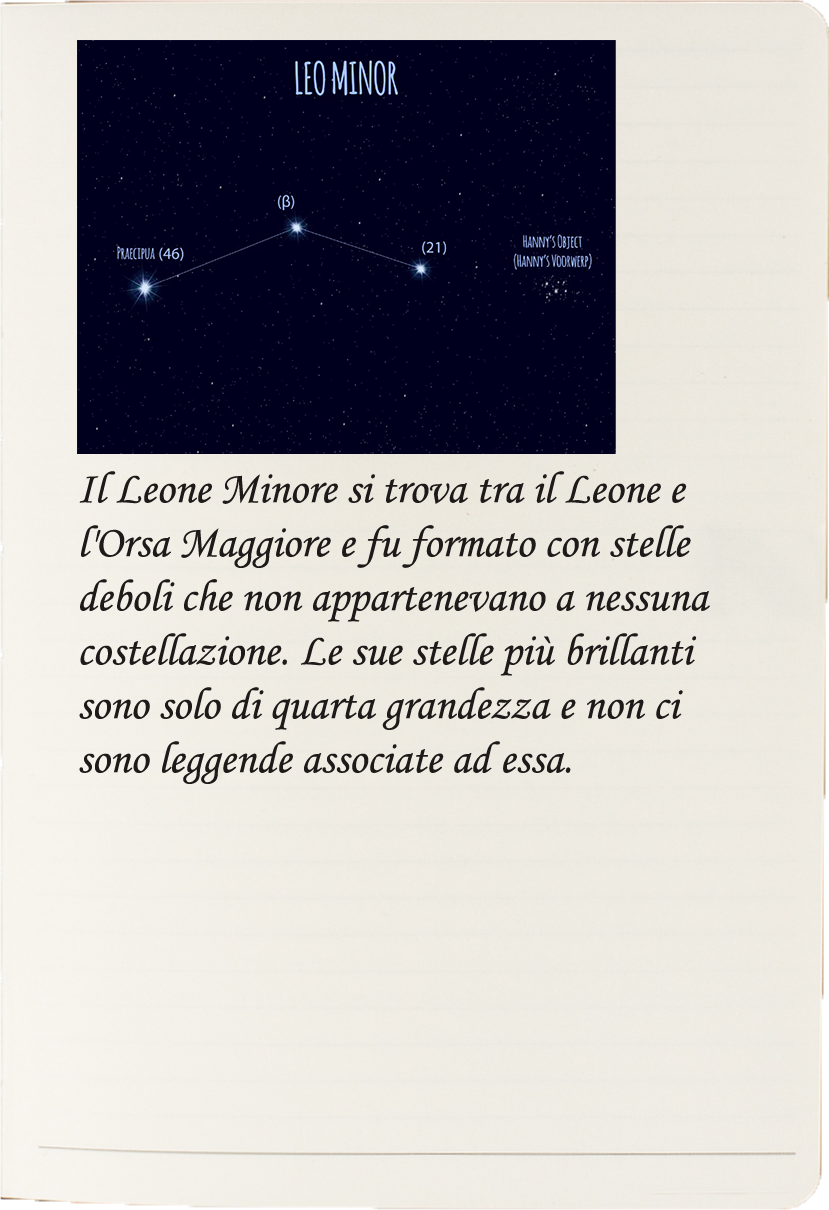 LEO MINOR
(β)
(21)
PRAECIPUA (46)
HANNY'S OBJECT
(HANNY'S VOORWERP)
Il Leone Minore si trova tra il Leone e
l'Orsa Maggiore e fu formato con stelle
deboli che non appartenevano a nessuna
costellazione. Le sue stelle più brillanti
sono solo di quarta grandezza e non ci
sono leggende associate ad essa.